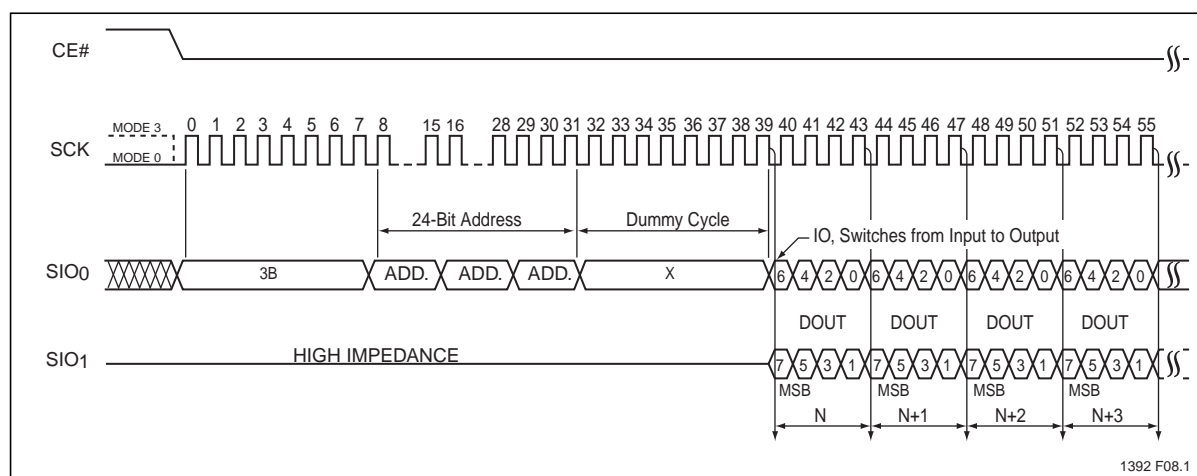 CE#
MODE 3
0 1 2 3 4 5 6 7 8 15 16 28 29 30 31 32 33 34 35 36 37 38 39 40 41 42 43 44 45 46 47 48 49 50 51 52 53 54 55
SCK
MODE 0
24-Bit Address
Dummy Cycle
IO, Switches from Input to Output
SIO0
3B
ADD.
ADD.
ADD.
X
6 4 2 0 6 4 2 0 6 4 2 0 6 4 2 0
DOUT DOUT DOUT DOUT
SIO1
HIGH IMPEDANCE
7 5 3 1 7 5 3 1 7 5 3 1 7 5 3 1
MSB MSB MSB MSB
N N+1 N+2 N+3
1392 F08.1